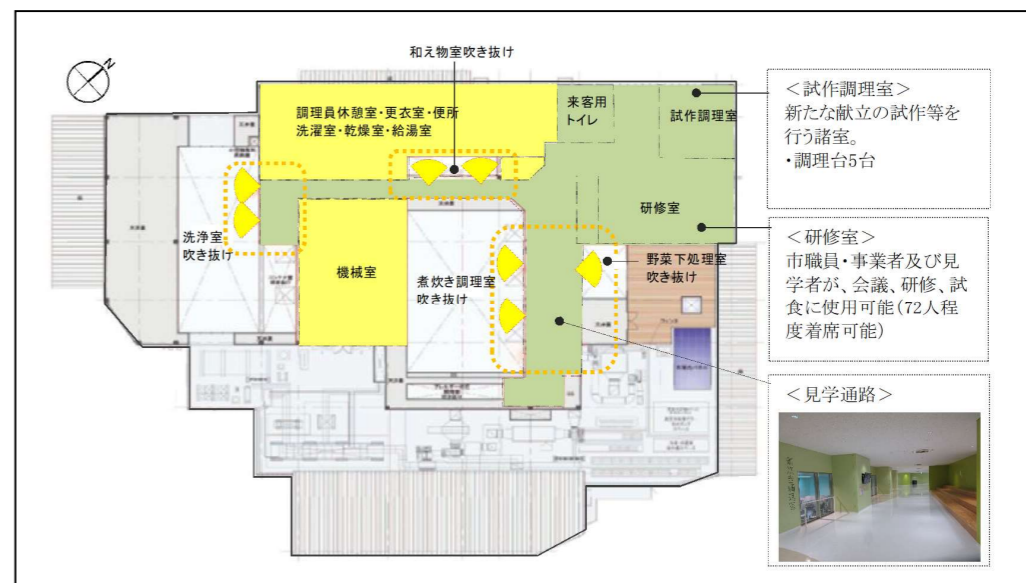 N
和え物室吹き抜け
調理員休憩室・更衣室・便所
洗濯室・乾燥室・給湯室
来客用
トイレ
試作調理室
研修室
洗浄室
吹き抜け
機械室
煮炊き調理室
吹き抜け
野菜下処理室
吹き抜け
＜試作調理室＞
新たな献立の試作等を
行う諸室。
・調理台5台
＜研修室＞
市職員・事業者及び見
学者が、会議、研修、試
食に使用可能（72人程
度着席可能）
＜見学通路＞